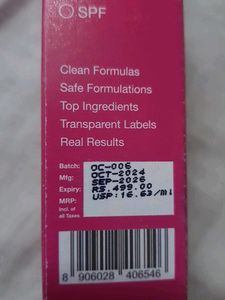 SPF
Clean Formulas
Safe Formulations
Top Ingredients
Transparent Labels
Real Results
Batch: OC-006
Mfg: OCT-2024
Expiry: SEP-2026
MRP: RS.499.00
Incl. of USP:16.63/ml
all Taxes
8 906028 406546